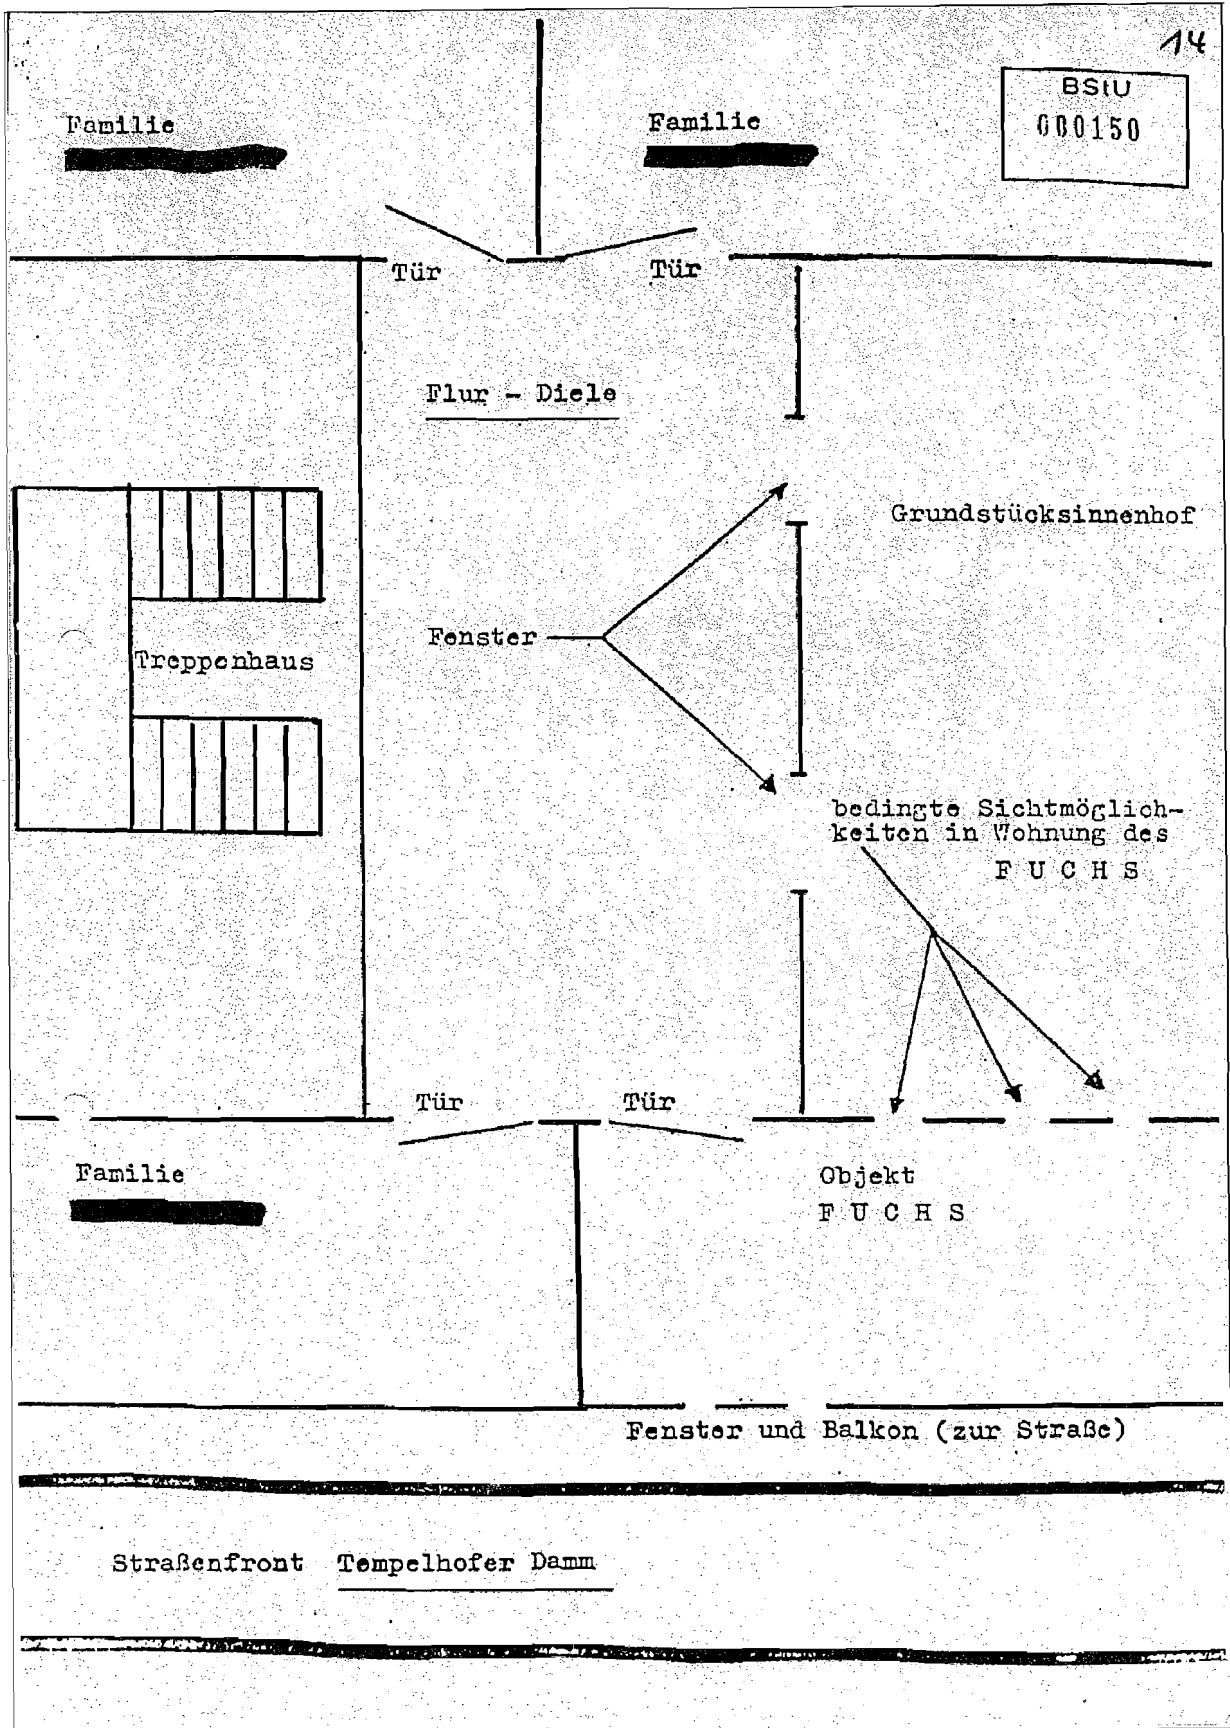 14
BStU
000150
Familie
Familie
Tür
Tür
Flur - Diele
Grundstücksinnenhof
Fenster
Treppenhaus
bedingte Sichtmöglich-
keiten in Wohnung des
F U C H S
Tür
Tür
Familie
Objekt
F U C H S
Fenster und Balkon (zur Straße)
Straßenfront Tempelhofer Damm